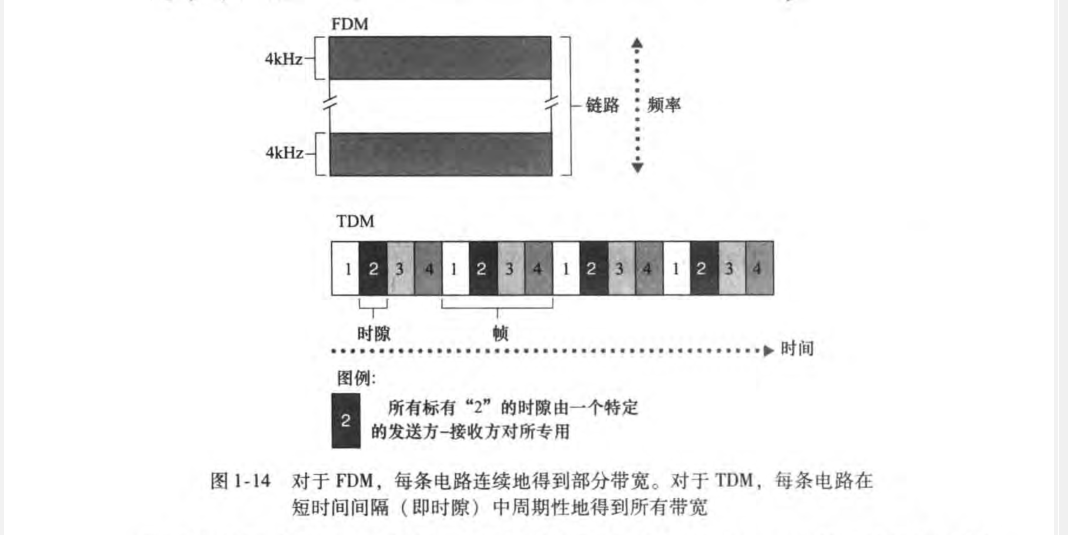 FDM
4kHz
链路
频率
4kHz
TDM
1 2 3 4 1 2 3 4 1 2 3 4 1 2 3 4
时隙
帧
时间
图例:
2
所有标有“2”的时隙由一个特定
的发送方-接收方对所专用
图 1-14 对于 FDM，每条电路连续地得到部分带宽。对于 TDM，每条电路在
短时间间隔（即时隙）中周期性地得到所有带宽